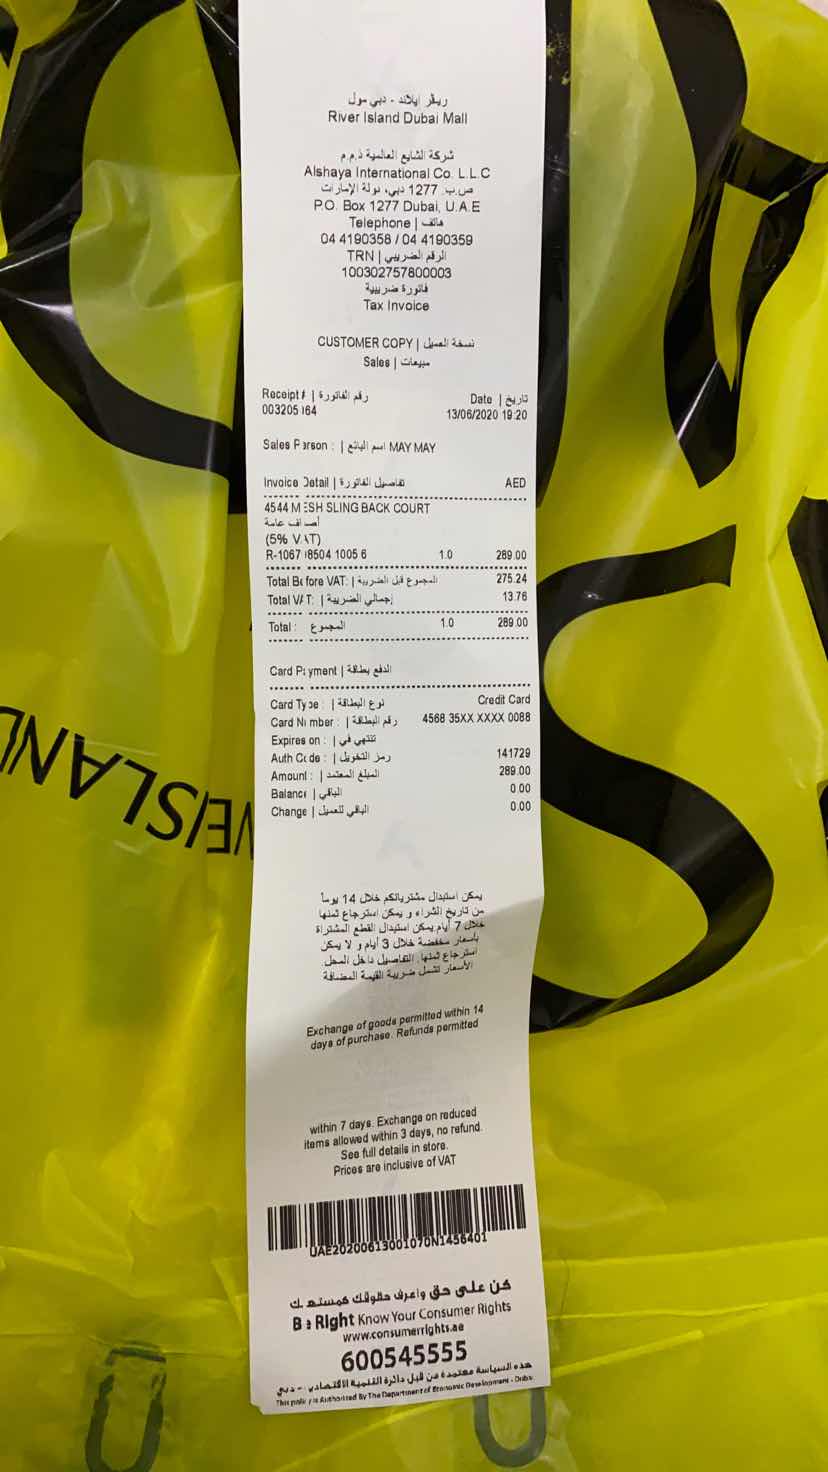 ريڤر ايلاند - دبي مول
River Island Dubai Mall
شركة الشايع العالمية ذ.م.م
Alshaya International Co. L.L.C
ص.ب. 1277 دبي، دولة الإمارات
P.O. Box 1277 Dubai, U.A.E
Telephone | هاتف
04 4190358 / 04 4190359
TRN | الرقم الضريبي
100302757800003
فاتورة ضريبية
Tax Invoice
CUSTOMER COPY | نسخة العميل
Sales | مبيعات
Receipt # | رقم الفاتورة
Date | تاريخ
003205164
13/06/2020 19:20
Sales Person : | اسم البائع MAY MAY
Invoice Detail | تفاصيل الفاتورة AED
4544 MESH SLING BACK COURT
أصناف عامة
(5% VAT)
R-1067 18504 1005 6 1.0 289.00
Total Before VAT: | المجموع قبل الضريبة 275.24
Total VAT: | إجمالي الضريبة 13.76
Total : المجموع 1.0 289.00
Card Payment | الدفع بطاقة
Card Type : | نوع البطاقة Credit Card
Card Number : | رقم البطاقة 4568 35XX XXXX 0088
Expires on : | تنتهي في
Auth Code : | رمز التخويل 141729
Amount : | المبلغ المعتمد 289.00
Balance | الباقي 0.00
Change | الباقي للعميل 0.00
يمكن استبدال مشترياتكم خلال 14 يوماً
من تاريخ الشراء و يمكن استرجاع ثمنها
خلال 7 أيام يمكن استبدال القطع المشتراة
بأسعار مخفضة خلال 3 أيام و لا يمكن
استرجاع ثمنها. التفاصيل داخل المحل
الأسعار تشمل ضريبة القيمة المضافة
Exchange of goods permitted within 14
days of purchase. Refunds permitted
within 7 days. Exchange on reduced
items allowed within 3 days, no refund.
See full details in store.
Prices are inclusive of VAT
UAE20200613001070N1456401
كن على حق واعرف حقوقك كمستهلك
Be Right Know Your Consumer Rights
www.consumerrights.ae
600545555
هذه السياسة معتمدة من قبل دائرة التنمية الاقتصادية - دبي
This policy is Authorized By The Department of Economic Development - Dubai